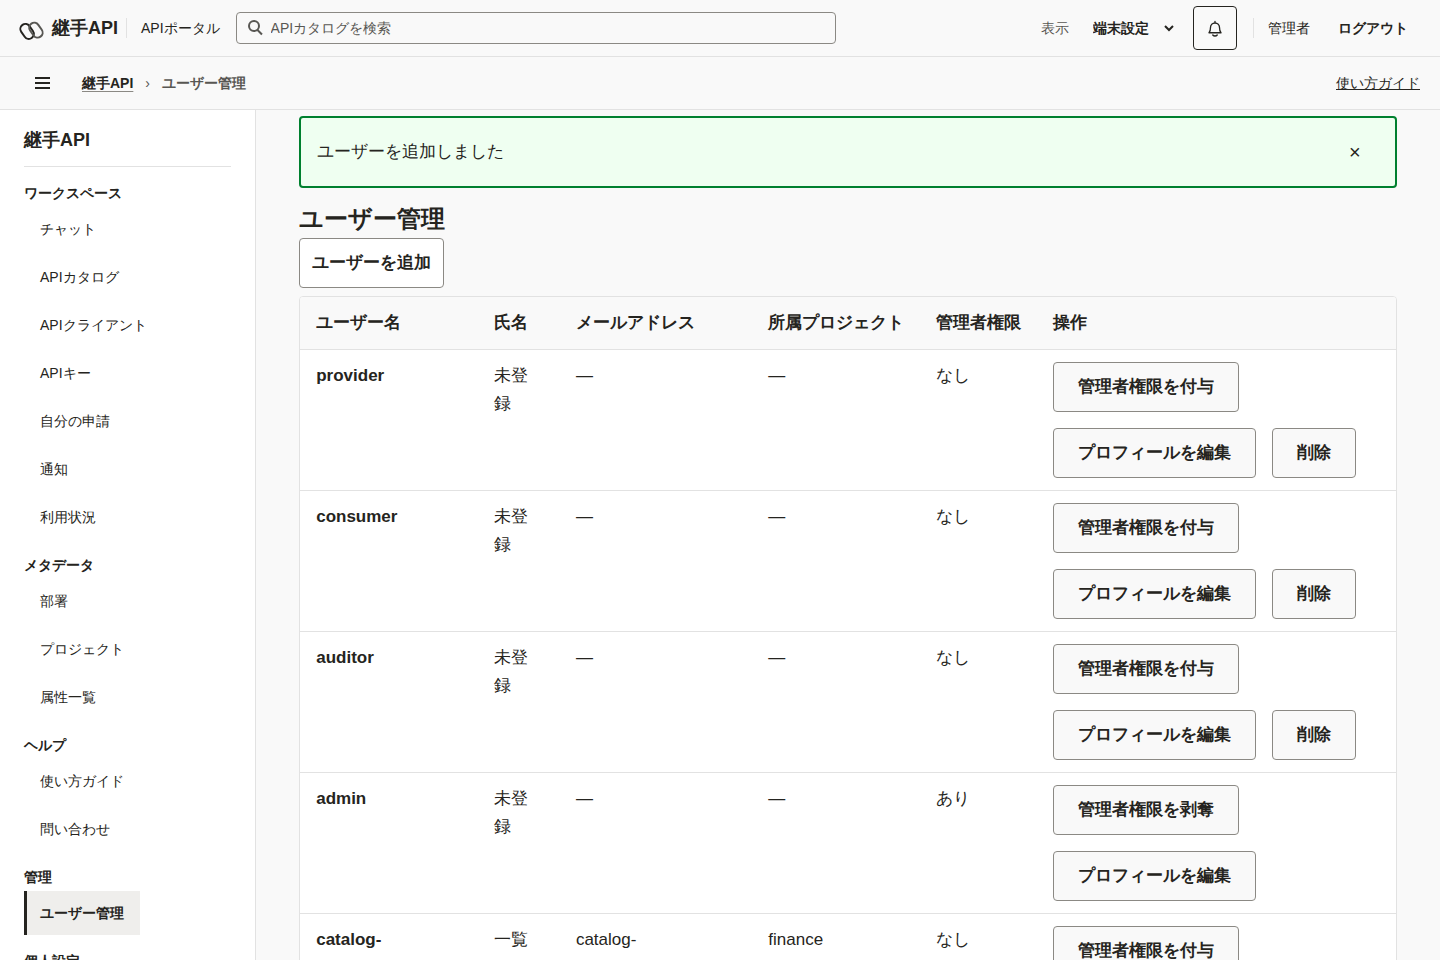 継手API APIポータル APIカタログを検索 表示 端末設定 管理者 ログアウト
継手API › ユーザー管理 使い方ガイド
継手API
ワークスペース
チャット
APIカタログ
APIクライアント
APIキー
自分の申請
通知
利用状況
メタデータ
部署
プロジェクト
属性一覧
ヘルプ
使い方ガイド
問い合わせ
管理
ユーザー管理
個人設定
ユーザーを追加しました ×
ユーザー管理
ユーザーを追加
ユーザー名 氏名 メールアドレス 所属プロジェクト 管理者権限 操作
provider 未登録 — — なし 管理者権限を付与
プロフィールを編集 削除
consumer 未登録 — — なし 管理者権限を付与
プロフィールを編集 削除
auditor 未登録 — — なし 管理者権限を付与
プロフィールを編集 削除
admin 未登録 — — あり 管理者権限を剥奪
プロフィールを編集
catalog- 一覧 catalog- finance なし 管理者権限を付与